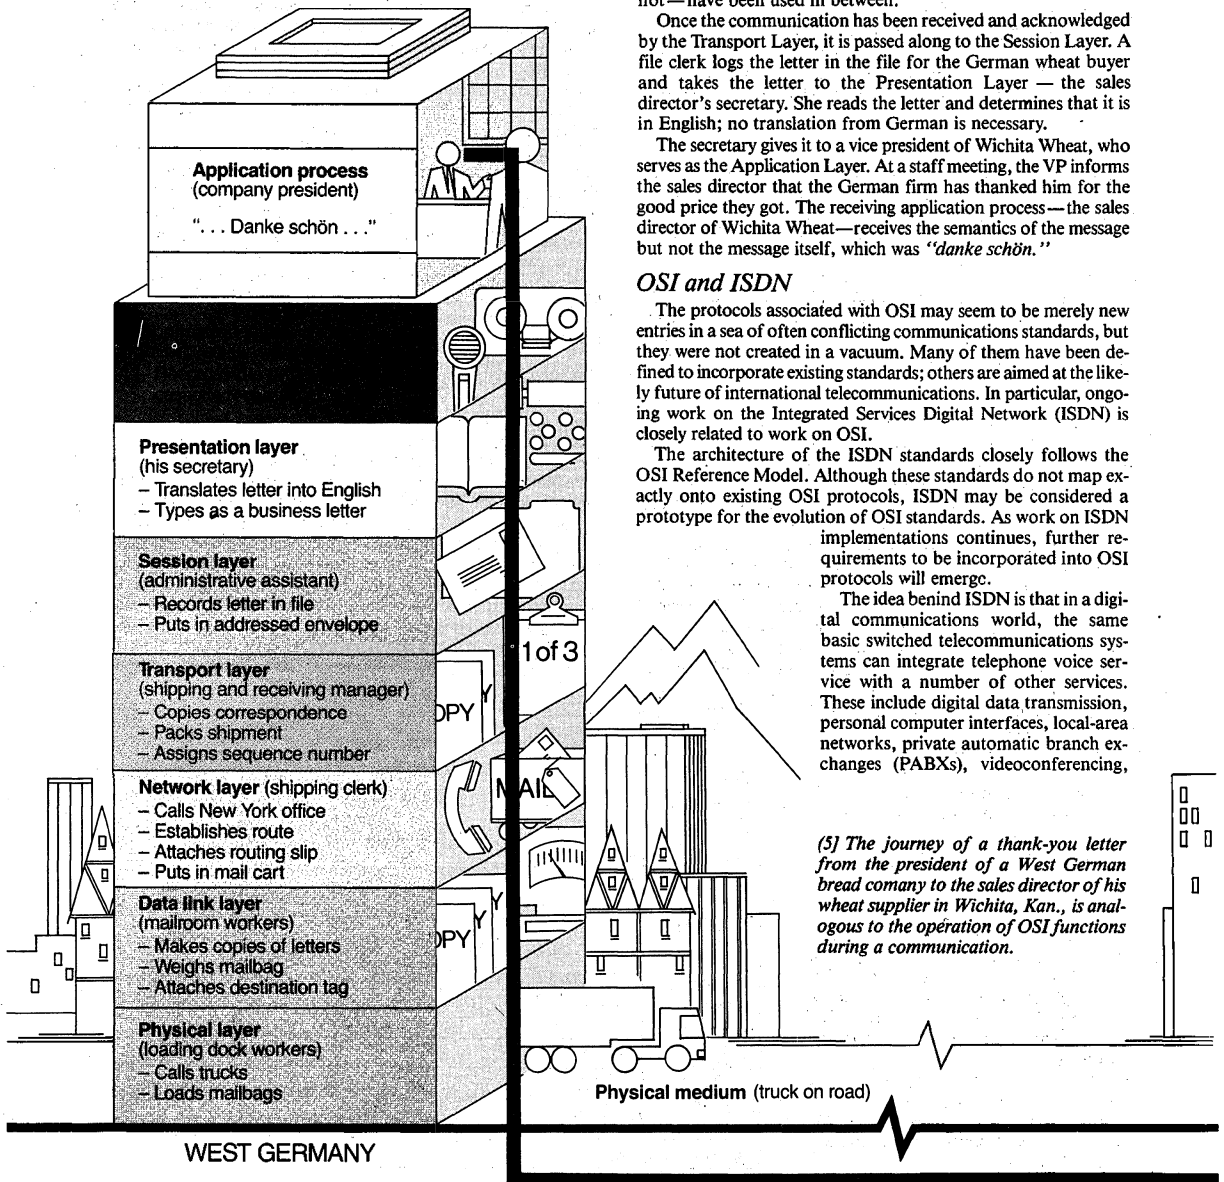 not—have been used in between.
Once the communication has been received and acknowledged
by the Transport Layer, it is passed along to the Session Layer. A
file clerk logs the letter in the file for the German wheat buyer
and takes the letter to the Presentation Layer — the sales
director's secretary. She reads the letter and determines that it is
in English; no translation from German is necessary.
The secretary gives it to a vice president of Wichita Wheat, who
serves as the Application Layer. At a staff meeting, the VP informs
the sales director that the German firm has thanked him for the
good price they got. The receiving application process—the sales
director of Wichita Wheat—receives the semantics of the message
but not the message itself, which was "danke schön."
OSI and ISDN
The protocols associated with OSI may seem to be merely new
entries in a sea of often conflicting communications standards, but
they were not created in a vacuum. Many of them have been de-
fined to incorporate existing standards; others are aimed at the like-
ly future of international telecommunications. In particular, ongo-
ing work on the Integrated Services Digital Network (ISDN) is
closely related to work on OSI.
The architecture of the ISDN standards closely follows the
OSI Reference Model. Although these standards do not map ex-
actly onto existing OSI protocols, ISDN may be considered a
prototype for the evolution of OSI standards. As work on ISDN
implementations continues, further re-
quirements to be incorporated into OSI
protocols will emerge.
The idea benind ISDN is that in a digi-
tal communications world, the same
basic switched telecommunications sys-
tems can integrate telephone voice ser-
vice with a number of other services.
These include digital data transmission,
personal computer interfaces, local-area
networks, private automatic branch ex-
changes (PABXs), videoconferencing,
Application process
(company president)
“. . . Danke schön . . .”
Presentation layer
(his secretary)
– Translates letter into English
– Types as a business letter
Session layer
(administrative assistant)
– Records letter in file
– Puts in addressed envelope
Transport layer
(shipping and receiving manager)
– Copies correspondence
– Packs shipment
– Assigns sequence number
Network layer (shipping clerk)
– Calls New York office
– Establishes route
– Attaches routing slip
– Puts in mail cart
Data link layer
(mailroom workers)
– Makes copies of letters
– Weighs mailbag
– Attaches destination tag
Physical layer
(loading dock workers)
– Calls trucks
– Loads mailbags
1 of 3
OPY
Y
MAIL
OPY
Y
Physical medium (truck on road)
WEST GERMANY
(5] The journey of a thank-you letter
from the president of a West German
bread comany to the sales director of his
wheat supplier in Wichita, Kan., is anal-
ogous to the operation of OSI functions
during a communication.